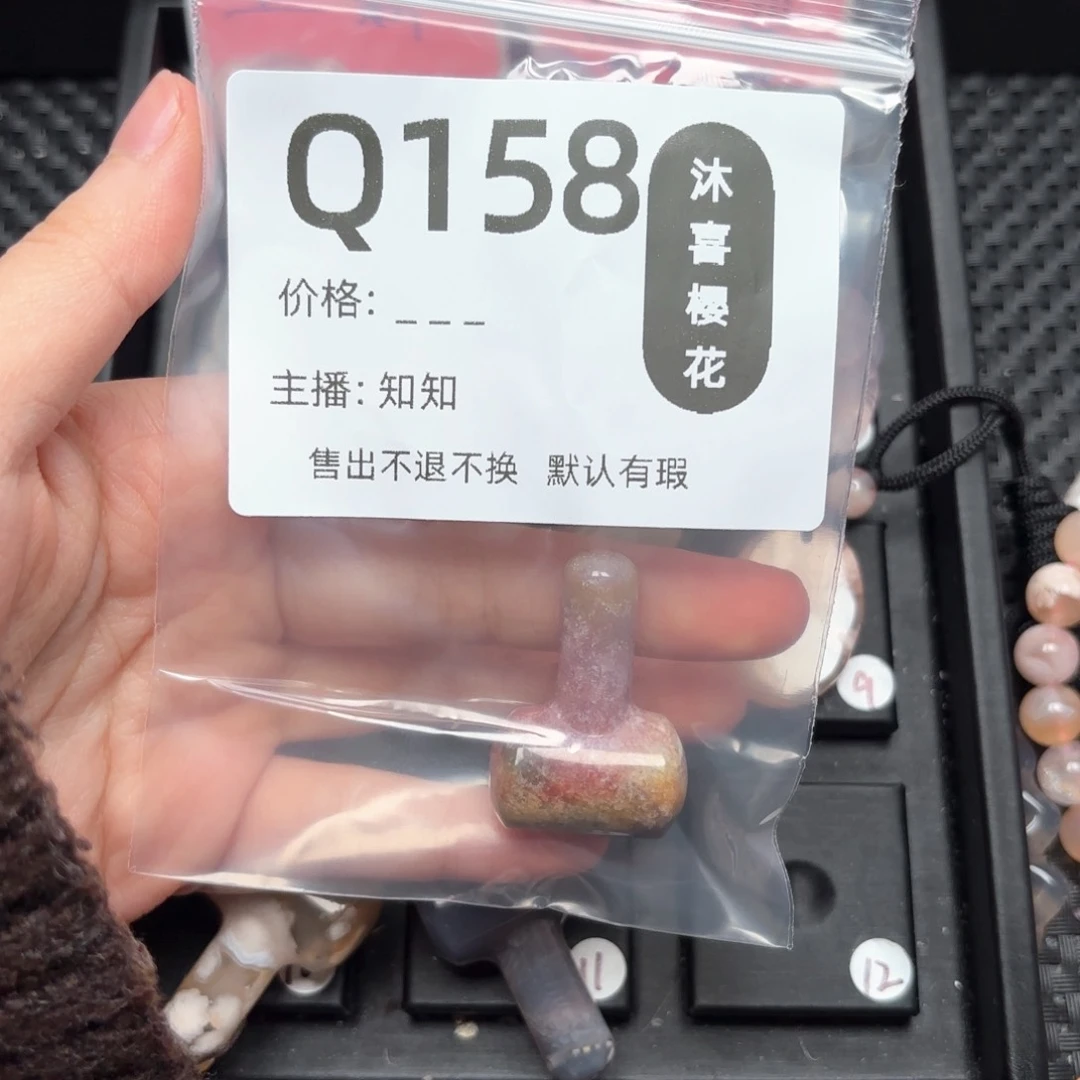 Q158
沐喜樱花
价格: _ _ _
主播: 知知
售出不退不换 默认有瑕
9
11
12